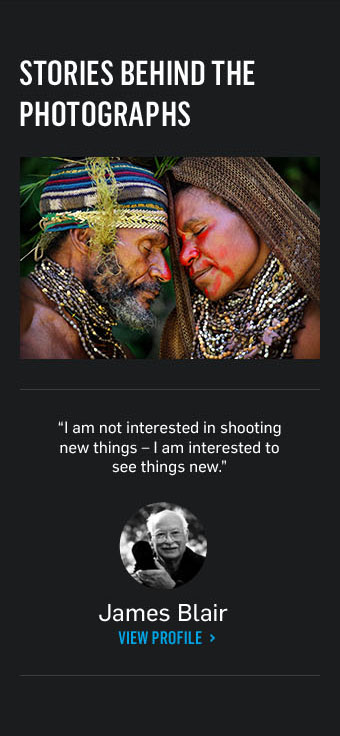 STORIES BEHIND THE
PHOTOGRAPHS
“I am not interested in shooting
new things – I am interested to
see things new.”
James Blair
VIEW PROFILE >